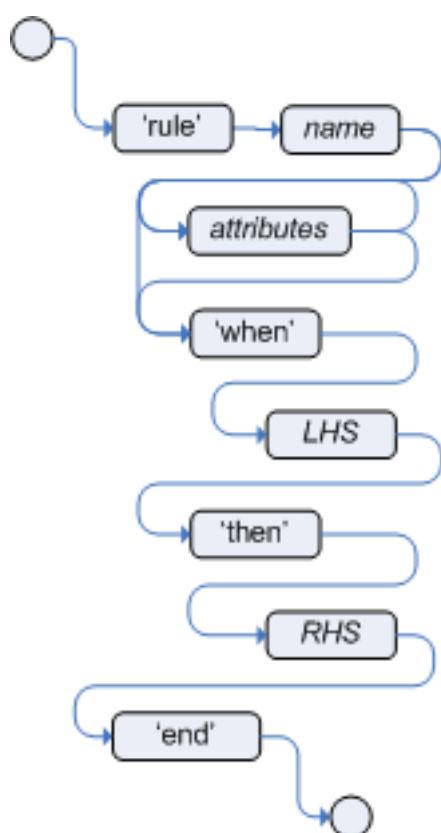 ‘rule’ name
attributes
‘when’
LHS
‘then’
RHS
‘end’